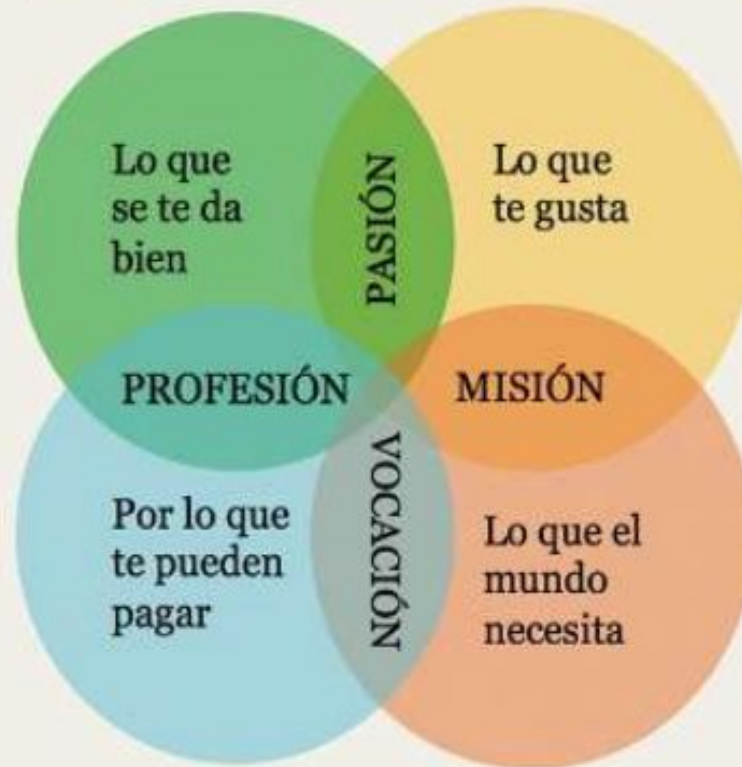 Lo que
se te da
bien
PASIÓN
Lo que
te gusta
PROFESIÓN
MISIÓN
Por lo que
te pueden
pagar
VOCACIÓN
Lo que el
mundo
necesita